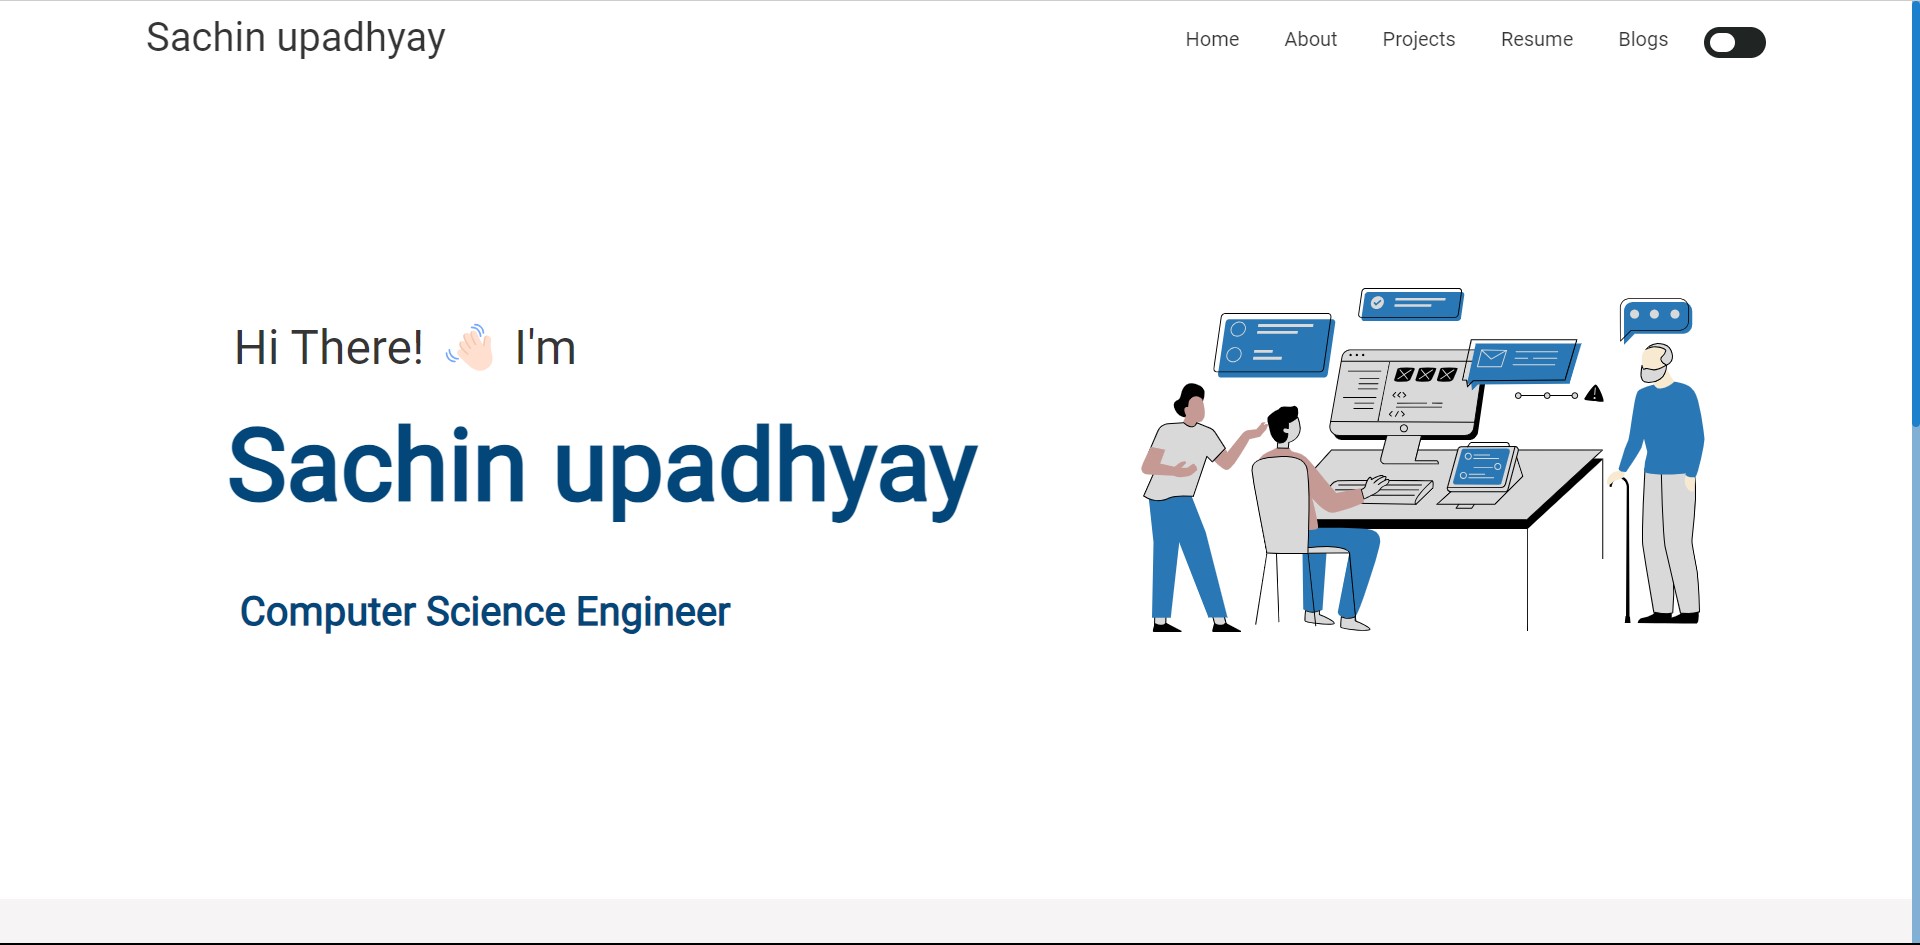 Sachin upadhyay
Home About Projects Resume Blogs
Hi There! 👋🏻 I'm
Sachin upadhyay
Computer Science Engineer